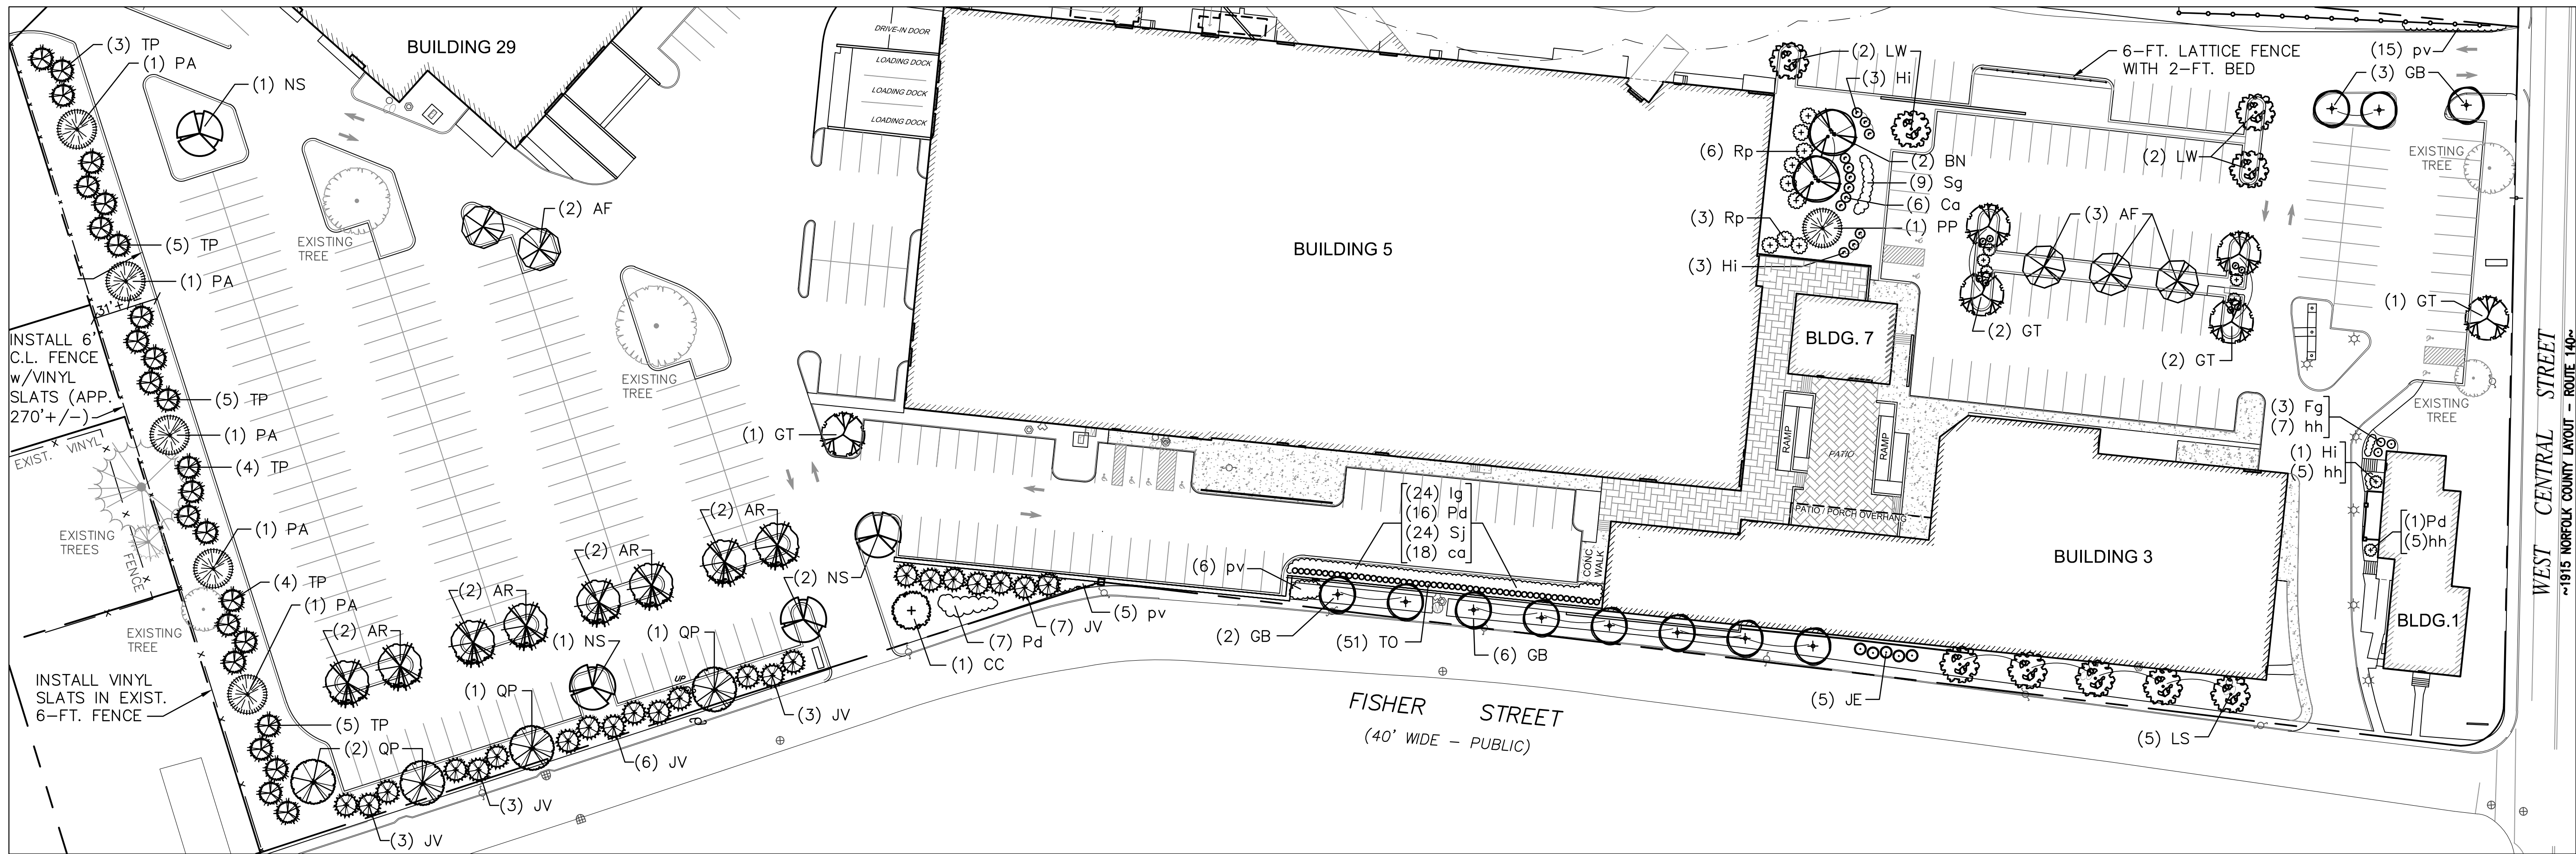 (3) TP
(1) PA
(1) NS
BUILDING 29
EXISTING
TREE
(2) AF
(5) TP
(1) PA
31'±
INSTALL 6'
C.L. FENCE
w/VINYL
SLATS (APP.
270'+/-)
(5) TP
(1) PA
EXIST. VINYL
FENCE
(4) TP
EXISTING
TREES
(1) PA
(4) TP
(1) PA
EXISTING
TREE
INSTALL VINYL
SLATS IN EXIST.
6-FT. FENCE
(5) TP
(2) QP
(3) JV
(3) JV
(1) QP
(6) JV
(1) NS
(1) QP
UP
(3) JV
(2) AR
(2) AR
(2) AR
(2) AR
(2) NS
EXISTING
TREE
(1) GT
DRIVE-IN DOOR
LOADING DOCK
LOADING DOCK
LOADING DOCK
BUILDING 5
(1) CC
(7) Pd
(7) JV
(5) pv
(6) pv
(24) Ig
(16) Pd
(24) Sj
(18) ca
CONC.
WALK
(2) GB
(51) TO
(6) GB
(5) JE
(5) LS
FISHER STREET
(40' WIDE - PUBLIC)
BUILDING 3
PATIO / PORCH OVERHANG
RAMP
PATIO
RAMP
BLDG. 7
(6) Rp
(3) Rp
(3) Hi
(2) LW
(3) Hi
(2) BN
(9) Sg
(6) Ca
(1) PP
6-FT. LATTICE FENCE
WITH 2-FT. BED
(2) LW
(3) AF
(2) GT
(2) GT
(15) pv
(3) GB
EXISTING
TREE
(1) GT
EXISTING
TREE
(3) Fg
(7) hh
(1) Hi
(5) hh
(1)Pd
(5)hh
BLDG.1
WEST CENTRAL STREET
~1915 NORFOLK COUNTY LAYOUT - ROUTE 140~